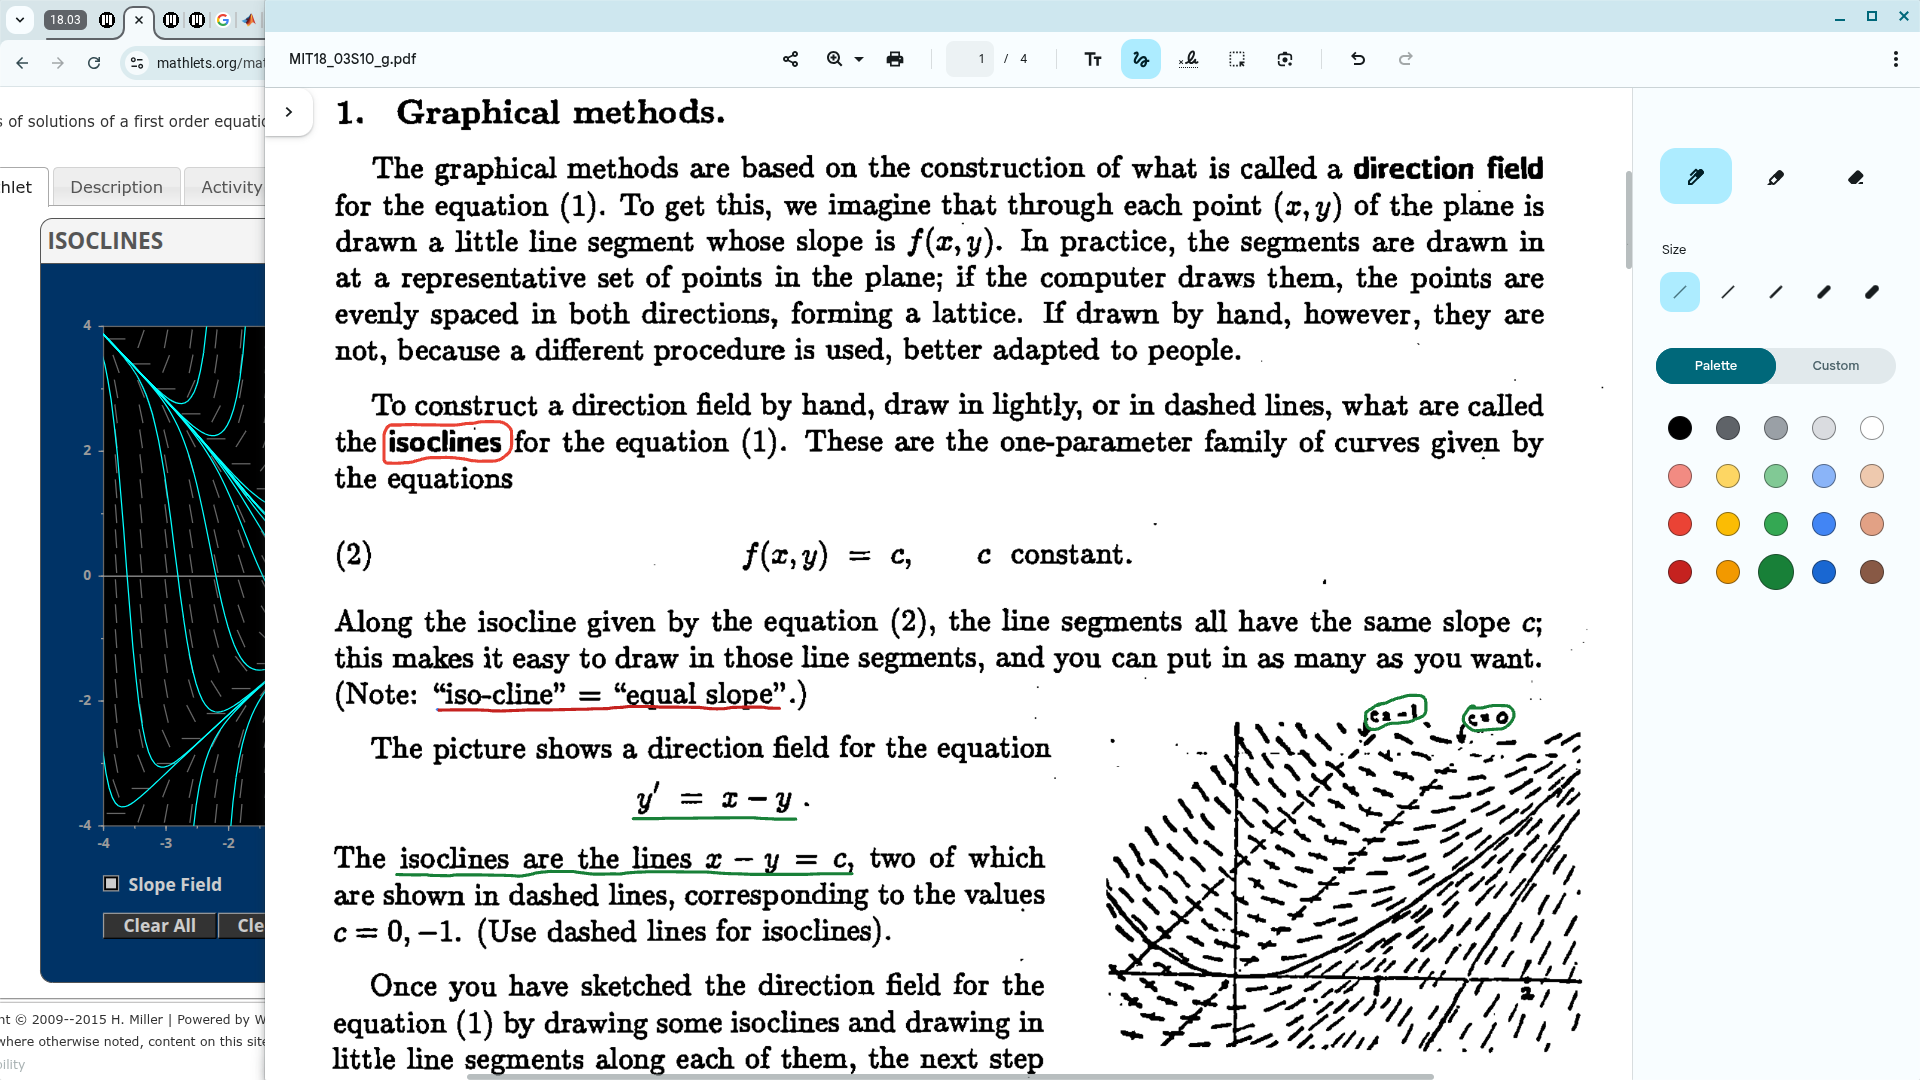 18.03
mathlets.org/mat
MIT18_03S10_g.pdf
1 / 4
s of solutions of a first order equatio
hlet
Description
Activity
ISOCLINES
4
2
0
-2
-4
-4 -3 -2
Slope Field
Clear All
Cle
nt © 2009--2015 H. Miller | Powered by W
where otherwise noted, content on this site
bility
1. Graphical methods.
The graphical methods are based on the construction of what is called a direction field
for the equation (1). To get this, we imagine that through each point (x, y) of the plane is
drawn a little line segment whose slope is f(x, y). In practice, the segments are drawn in
at a representative set of points in the plane; if the computer draws them, the points are
evenly spaced in both directions, forming a lattice. If drawn by hand, however, they are
not, because a different procedure is used, better adapted to people.
To construct a direction field by hand, draw in lightly, or in dashed lines, what are called
the isoclines for the equation (1). These are the one-parameter family of curves given by
the equations
(2) f(x, y) = c, c constant.
Along the isocline given by the equation (2), the line segments all have the same slope c;
this makes it easy to draw in those line segments, and you can put in as many as you want.
(Note: “iso-cline” = “equal slope”.)
The picture shows a direction field for the equation
y′ = x − y .
The isoclines are the lines x − y = c, two of which
are shown in dashed lines, corresponding to the values
c = 0, −1. (Use dashed lines for isoclines).
Once you have sketched the direction field for the
equation (1) by drawing some isoclines and drawing in
little line segments along each of them, the next step
c=-1
c=0
1
2
Size
Palette
Custom